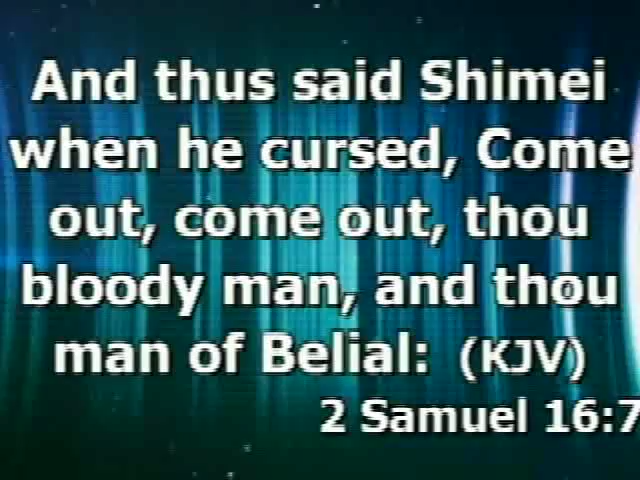 And thus said Shimei
when he cursed, Come
out, come out, thou
bloody man, and thou
man of Belial: (KJV)
2 Samuel 16:7